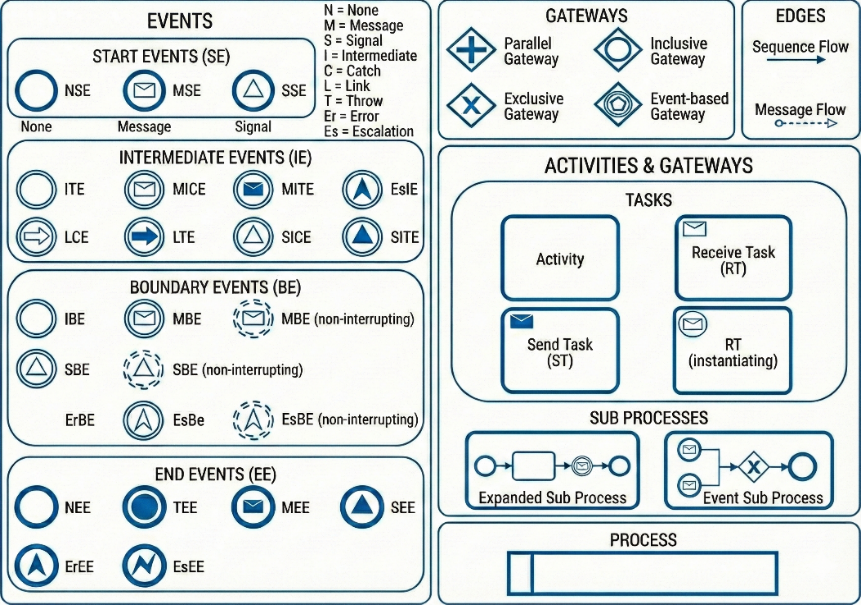 EVENTS
N = None
M = Message
S = Signal
I = Intermediate
C = Catch
L = Link
T = Throw
Er = Error
Es = Escalation
START EVENTS (SE)
NSE
MSE
SSE
None
Message
Signal
INTERMEDIATE EVENTS (IE)
ITE
MICE
MITE
EsIE
LCE
LTE
SICE
SITE
BOUNDARY EVENTS (BE)
IBE
MBE
MBE (non-interrupting)
SBE
SBE (non-interrupting)
ErBE
EsBe
EsBE (non-interrupting)
END EVENTS (EE)
NEE
TEE
MEE
SEE
ErEE
EsEE
GATEWAYS
Parallel
Gateway
Inclusive
Gateway
X
Exclusive
Gateway
Event-based
Gateway
EDGES
Sequence Flow
Message Flow
ACTIVITIES & GATEWAYS
TASKS
Activity
Receive Task
(RT)
Send Task
(ST)
RT
(instantiating)
SUB PROCESSES
Expanded Sub Process
X
Event Sub Process
PROCESS